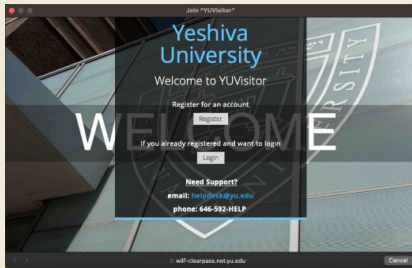 Join "YUVisitor"
Yeshiva
University
Welcome to YUVisitor
Register for an account
Register
WELCOME
If you already registered and want to login
Login
Need Support?
email: helpdesk@yu.edu
phone: 646-592-HELP
wilf-clearpass.net.yu.edu
Cancel